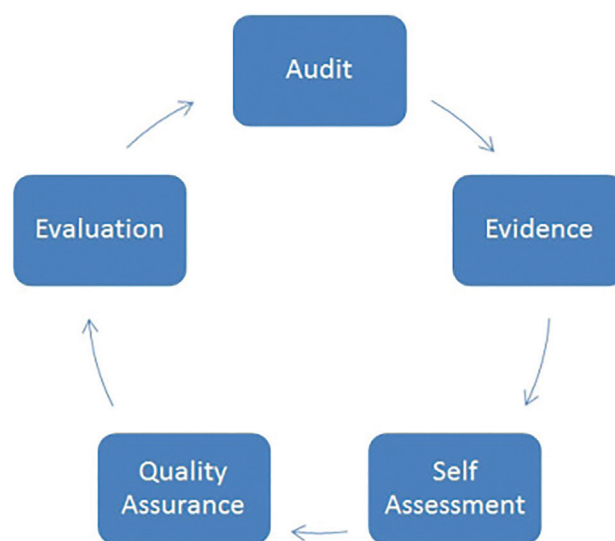 Audit
Evidence
Self
Assessment
Quality
Assurance
Evaluation